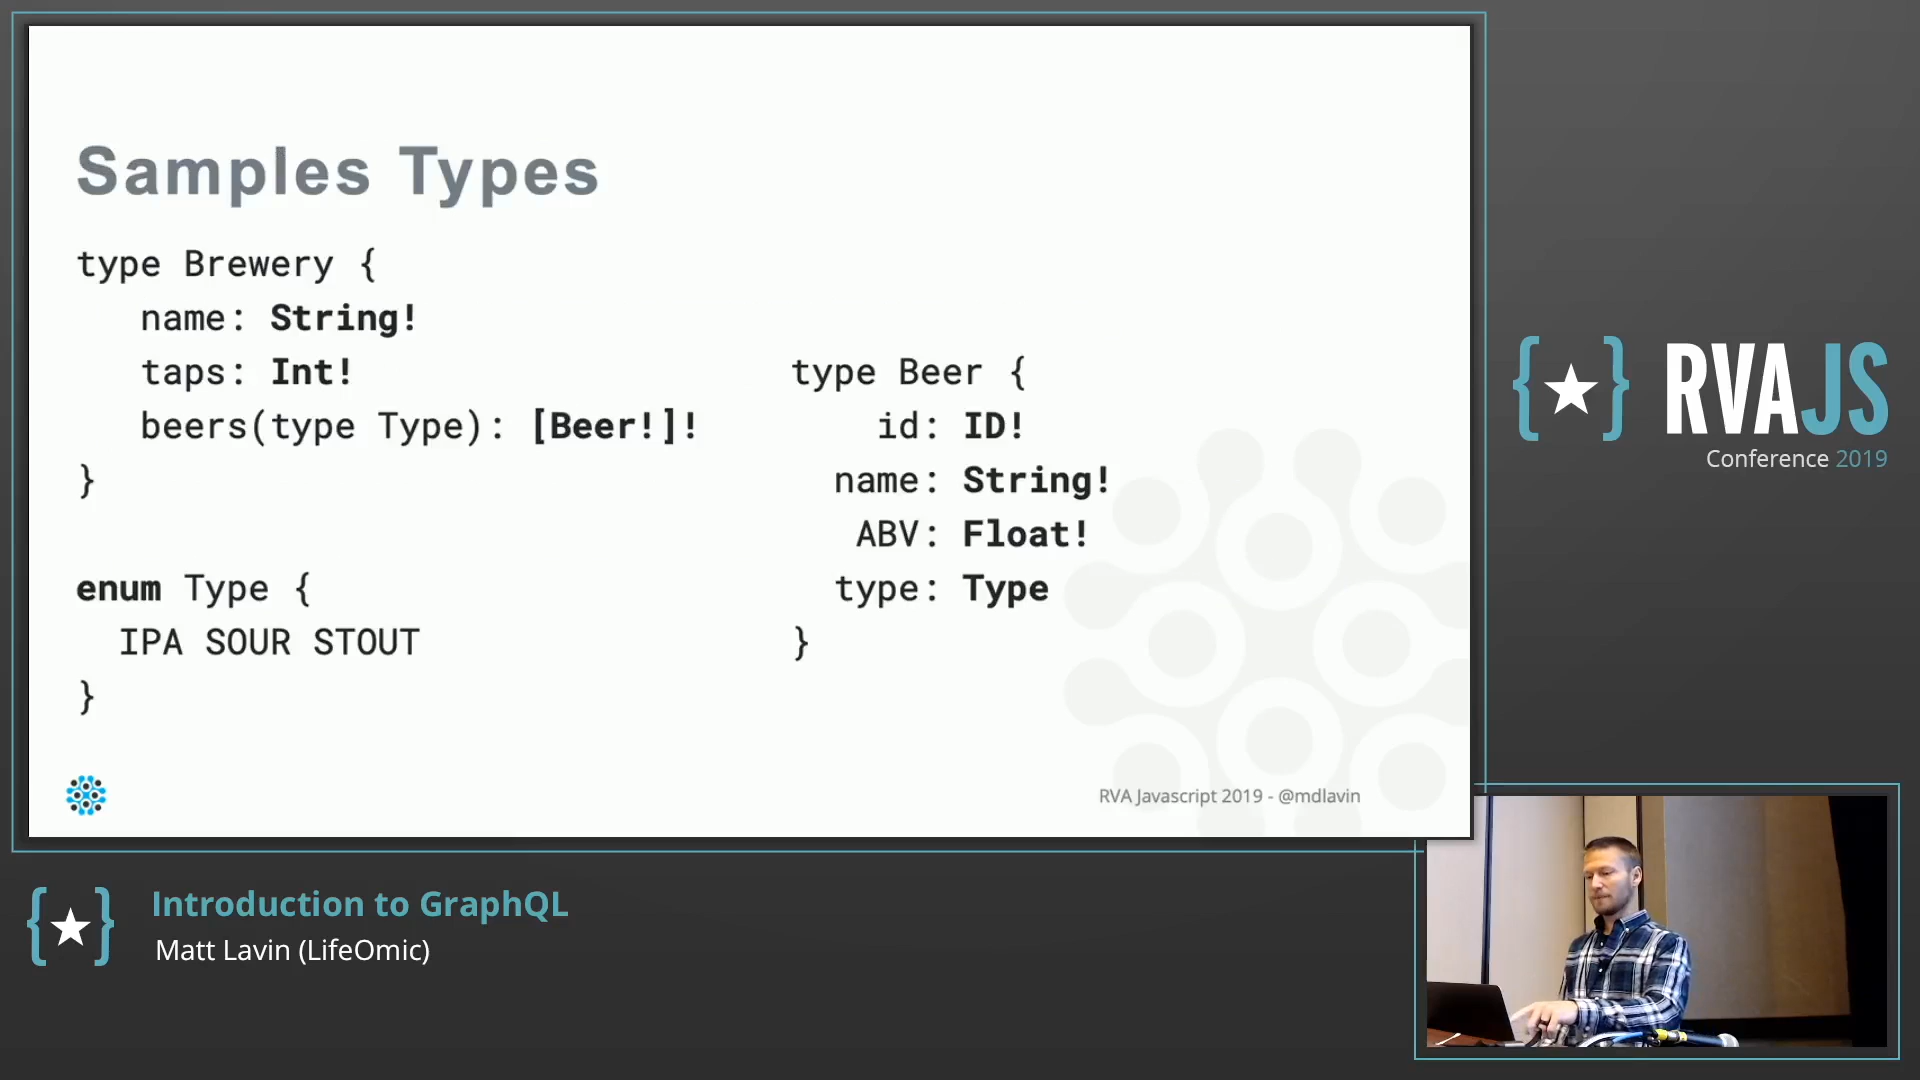 Samples Types
type Brewery {
name: String!
taps: Int!
beers(type Type): [Beer!]!
}
enum Type {
IPA SOUR STOUT
}
type Beer {
id: ID!
name: String!
ABV: Float!
type: Type
}
RVA Javascript 2019 - @mdlavin
{ } RVAJS
Conference 2019
{ } Introduction to GraphQL
Matt Lavin (LifeOmic)